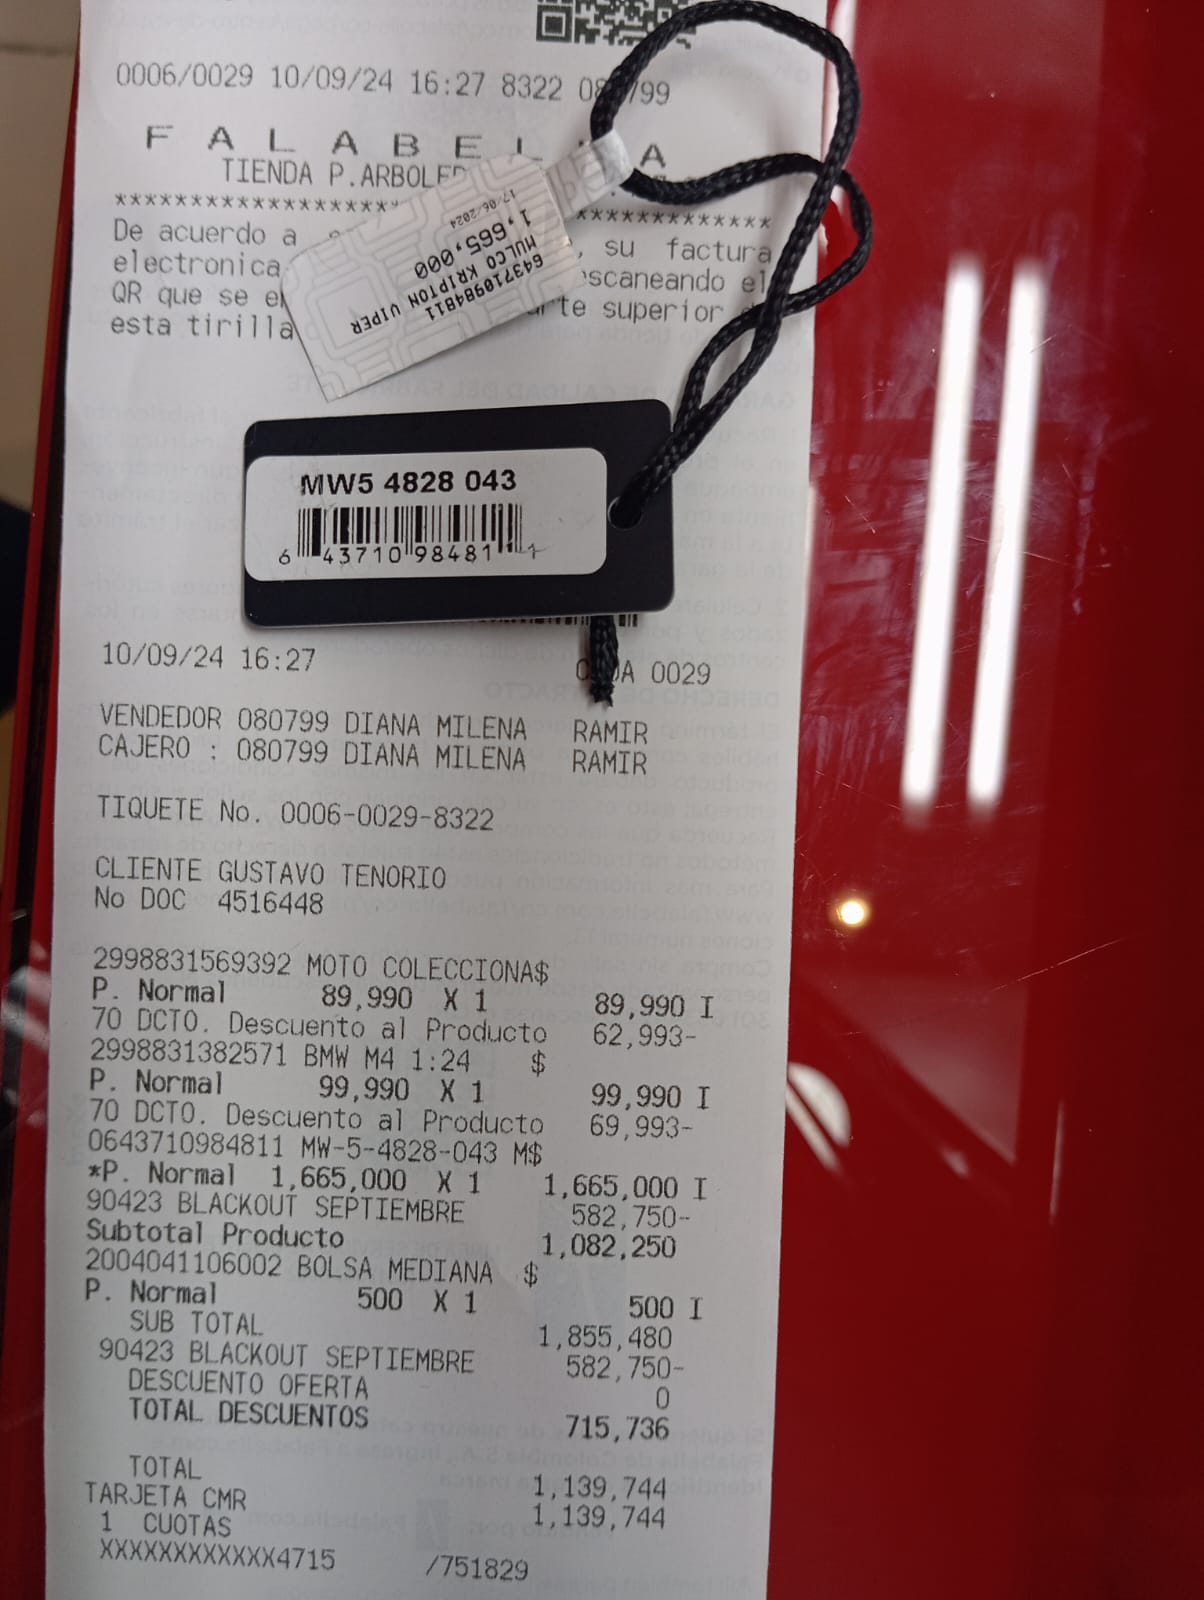 0006/0029 10/09/24 16:27 8322
FALABELLA
TIENDA P.ARBOLE
****************************************
De acuerdo a su factura
electronica escaneando el
QR que se superior
esta tirilla
17/06/2024
1,665,000
MULCO KRIPTON VIPER
643710984811
MW5 4828 043
6 43710 98481 1
10/09/24 16:27 CAJA 0029
VENDEDOR 080799 DIANA MILENA RAMIR
CAJERO : 080799 DIANA MILENA RAMIR
TIQUETE No. 0006-0029-8322
CLIENTE GUSTAVO TENORIO
No DOC 4516448
2998831569392 MOTO COLECCIONA$
P. Normal 89,990 X 1 89,990 I
70 DCTO. Descuento al Producto 62,993-
2998831382571 BMW M4 1:24 $
P. Normal 99,990 X 1 99,990 I
70 DCTO. Descuento al Producto 69,993-
0643710984811 MW-5-4828-043 M$
*P. Normal 1,665,000 X 1 1,665,000 I
90423 BLACKOUT SEPTIEMBRE 582,750-
Subtotal Producto 1,082,250
2004041106002 BOLSA MEDIANA $
P. Normal 500 X 1 500 I
SUB TOTAL 1,855,480
90423 BLACKOUT SEPTIEMBRE 582,750-
DESCUENTO OFERTA 0
TOTAL DESCUENTOS 715,736
TOTAL 1,139,744
TARJETA CMR 1,139,744
1 CUOTAS
XXXXXXXXXXXX4715 /751829